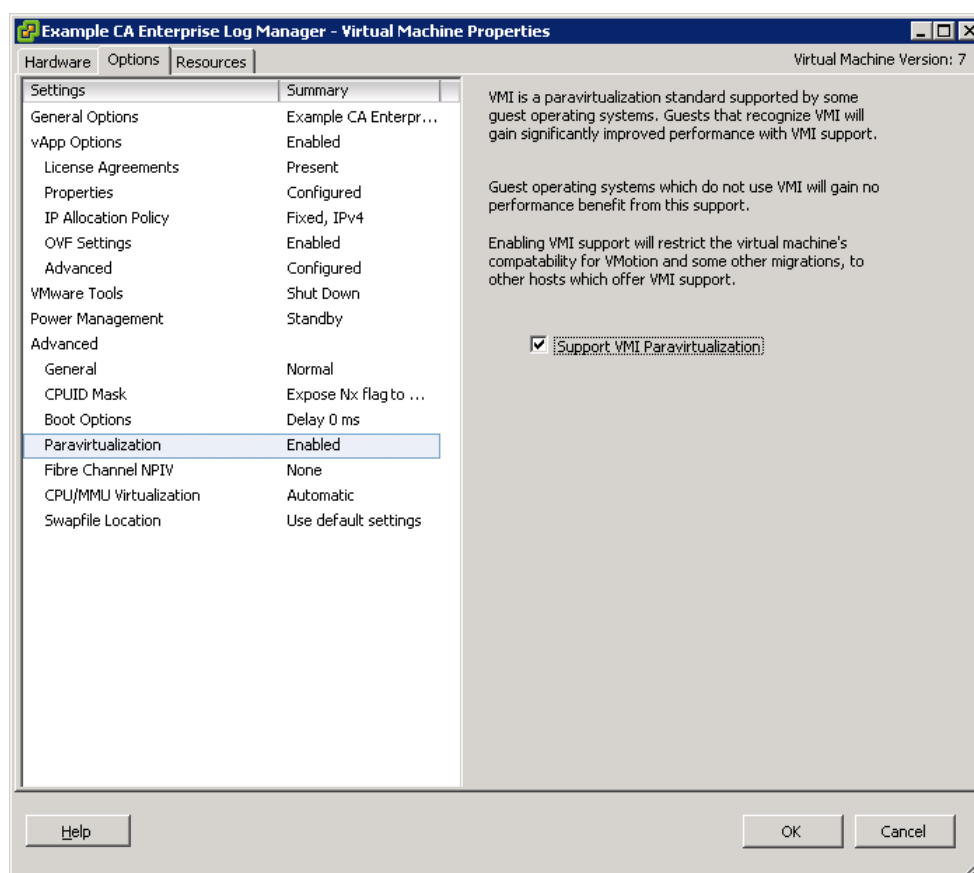 Example CA Enterprise Log Manager - Virtual Machine Properties
Hardware Options Resources Virtual Machine Version: 7
Settings Summary
General Options Example CA Enterpr...
vApp Options Enabled
License Agreements Present
Properties Configured
IP Allocation Policy Fixed, IPv4
OVF Settings Enabled
Advanced Configured
VMware Tools Shut Down
Power Management Standby
Advanced
General Normal
CPUID Mask Expose Nx flag to ...
Boot Options Delay 0 ms
Paravirtualization Enabled
Fibre Channel NPIV None
CPU/MMU Virtualization Automatic
Swapfile Location Use default settings
VMI is a paravirtualization standard supported by some
guest operating systems. Guests that recognize VMI will
gain significantly improved performance with VMI support.
Guest operating systems which do not use VMI will gain no
performance benefit from this support.
Enabling VMI support will restrict the virtual machine's
compatability for VMotion and some other migrations, to
other hosts which offer VMI support.
Support VMI Paravirtualization
Help OK Cancel